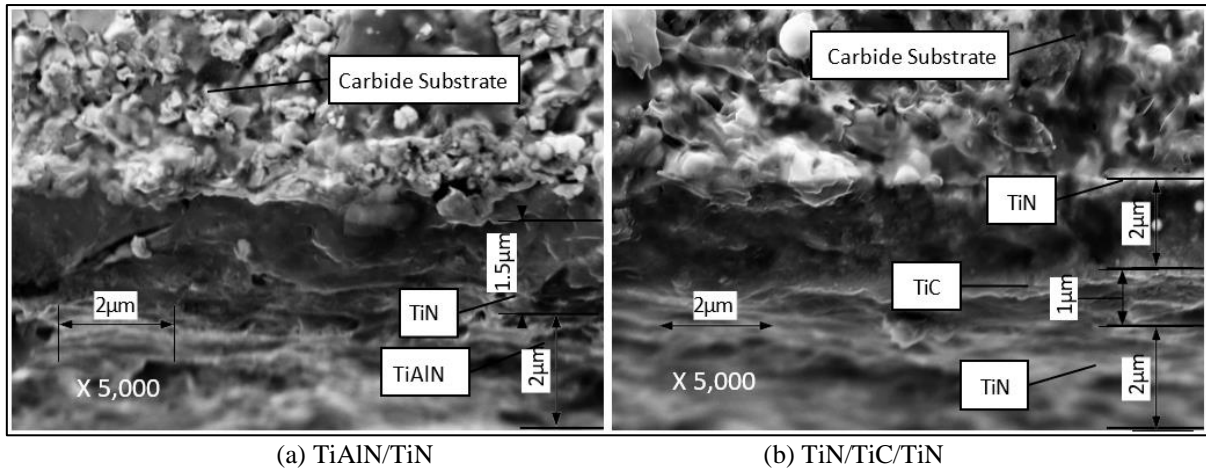 Carbide Substrate
1.5µm
TiN
2µm
TiAlN
2µm
X 5,000
Carbide Substrate
TiN
2µm
TiC
1µm
2µm
TiN
2µm
X 5,000
(a) TiAlN/TiN
(b) TiN/TiC/TiN